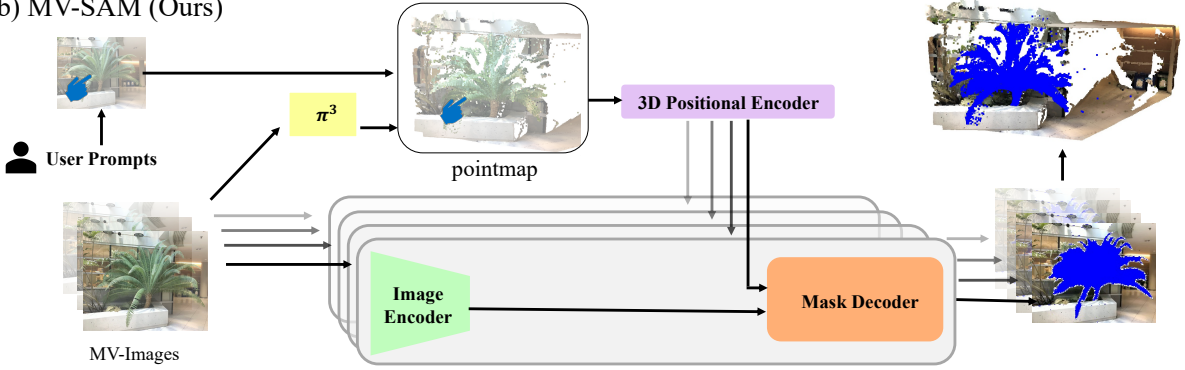 b) MV-SAM (Ours)
π³
3D Positional Encoder
User Prompts
pointmap
MV-Images
Image
Encoder
Mask Decoder